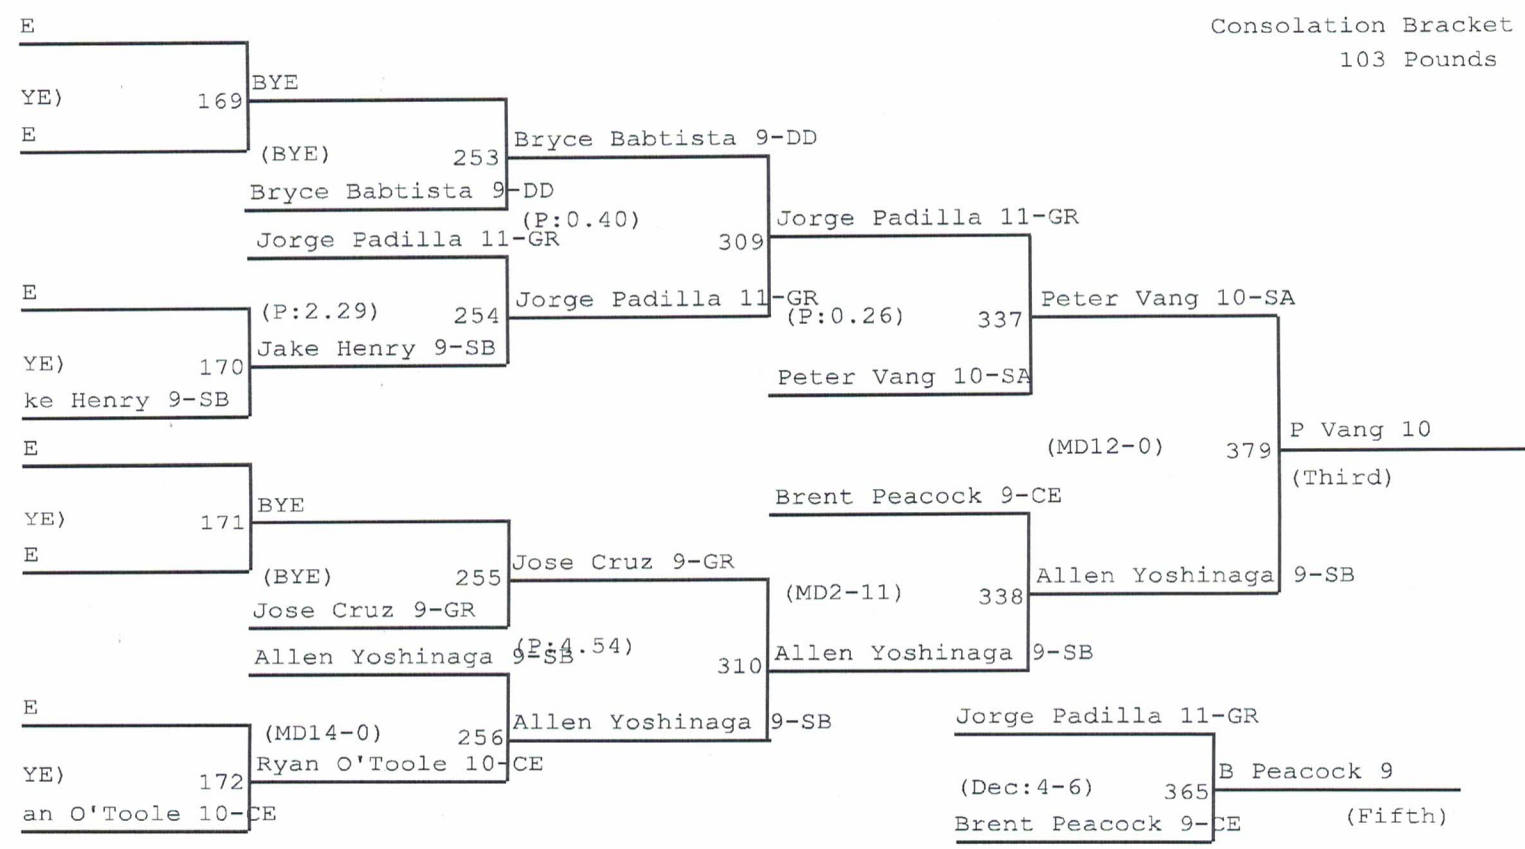 E
Consolation Bracket
103 Pounds
BYE
YE)
169
E
(BYE)
253
Bryce Babtista 9-DD
Bryce Babtista 9-DD
(P:0.40)
Jorge Padilla 11-GR
Jorge Padilla 11-GR
309
E
(P:2.29)
254
Jorge Padilla 11-GR
(P:0.26)
337
Peter Vang 10-SA
Jake Henry 9-SB
YE)
170
ke Henry 9-SB
Peter Vang 10-SA
E
(MD12-0)
379
P Vang 10
(Third)
BYE
YE)
171
E
Brent Peacock 9-CE
(BYE)
255
Jose Cruz 9-GR
Jose Cruz 9-GR
(MD2-11)
338
Allen Yoshinaga 9-SB
(P:4.54)
Allen Yoshinaga 9-SB
310
Allen Yoshinaga 9-SB
E
(MD14-0)
256
Allen Yoshinaga 9-SB
Ryan O'Toole 10-CE
YE)
172
an O'Toole 10-CE
Jorge Padilla 11-GR
(Dec:4-6)
365
B Peacock 9
Brent Peacock 9-CE
(Fifth)